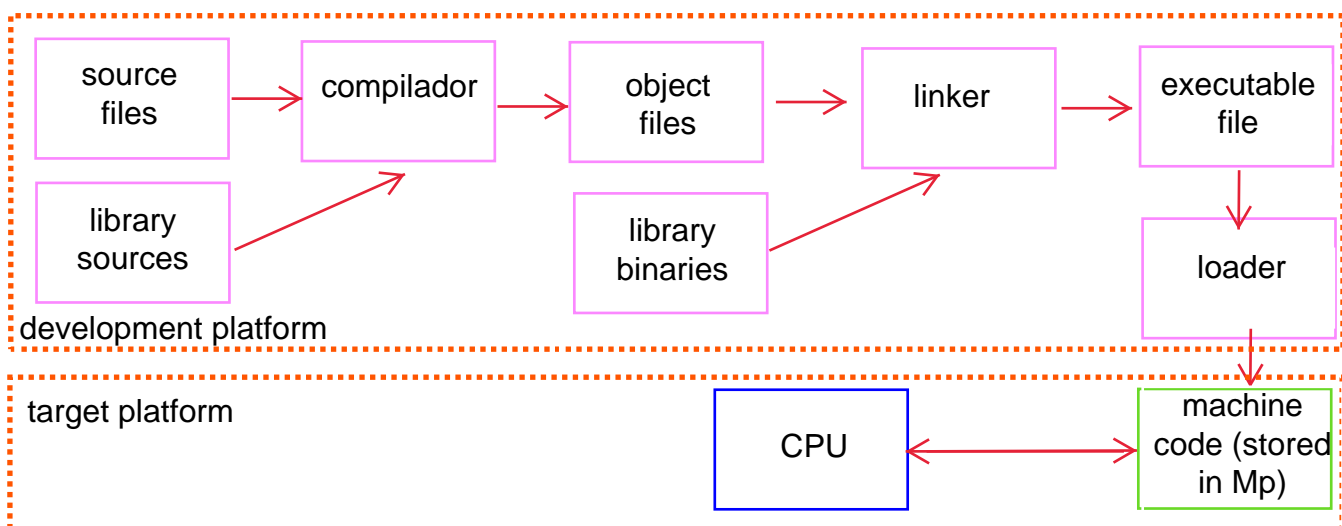 source
files
compilador
object
files
linker
executable
file
library
sources
library
binaries
loader
development platform
target platform
CPU
machine
code (stored
in Mp)